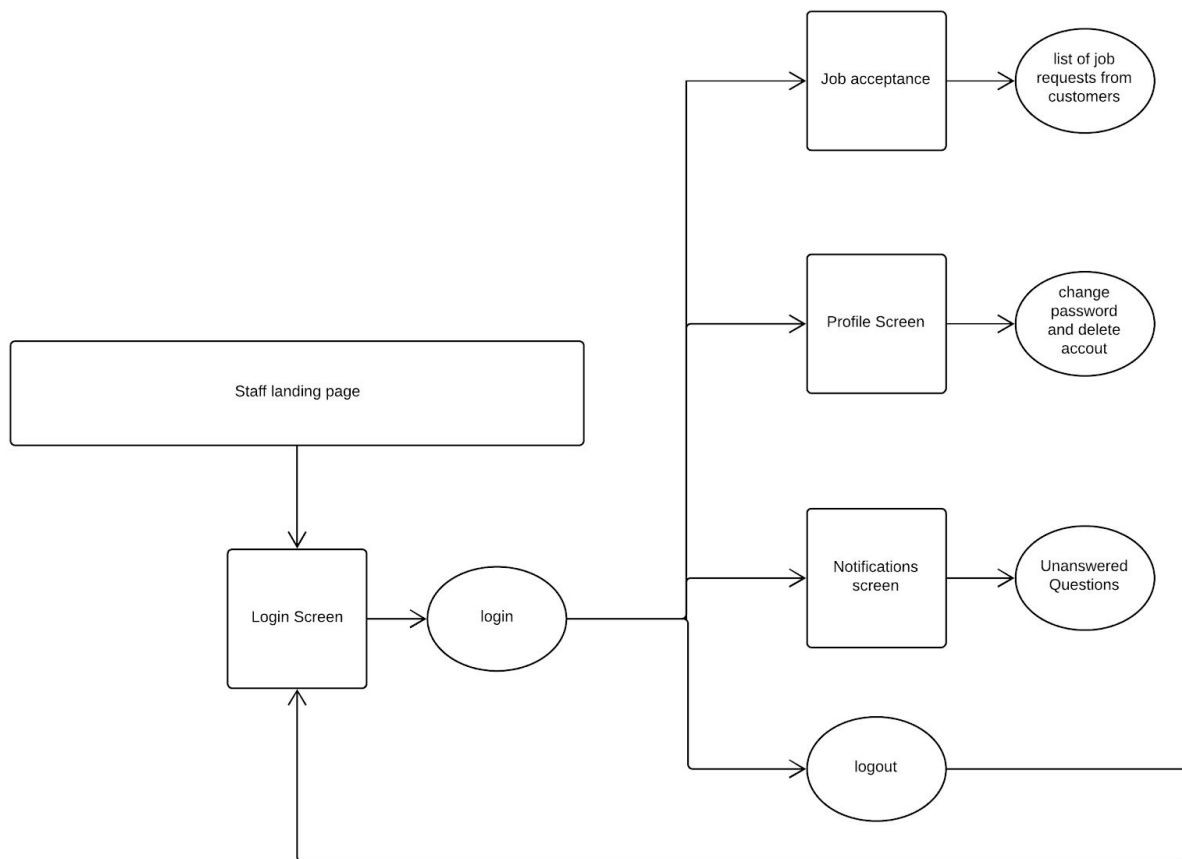 Job acceptance
list of job
requests from
customers
Profile Screen
change
password
and delete
accout
Staff landing page
Notifications
screen
Unanswered
Questions
Login Screen
login
logout